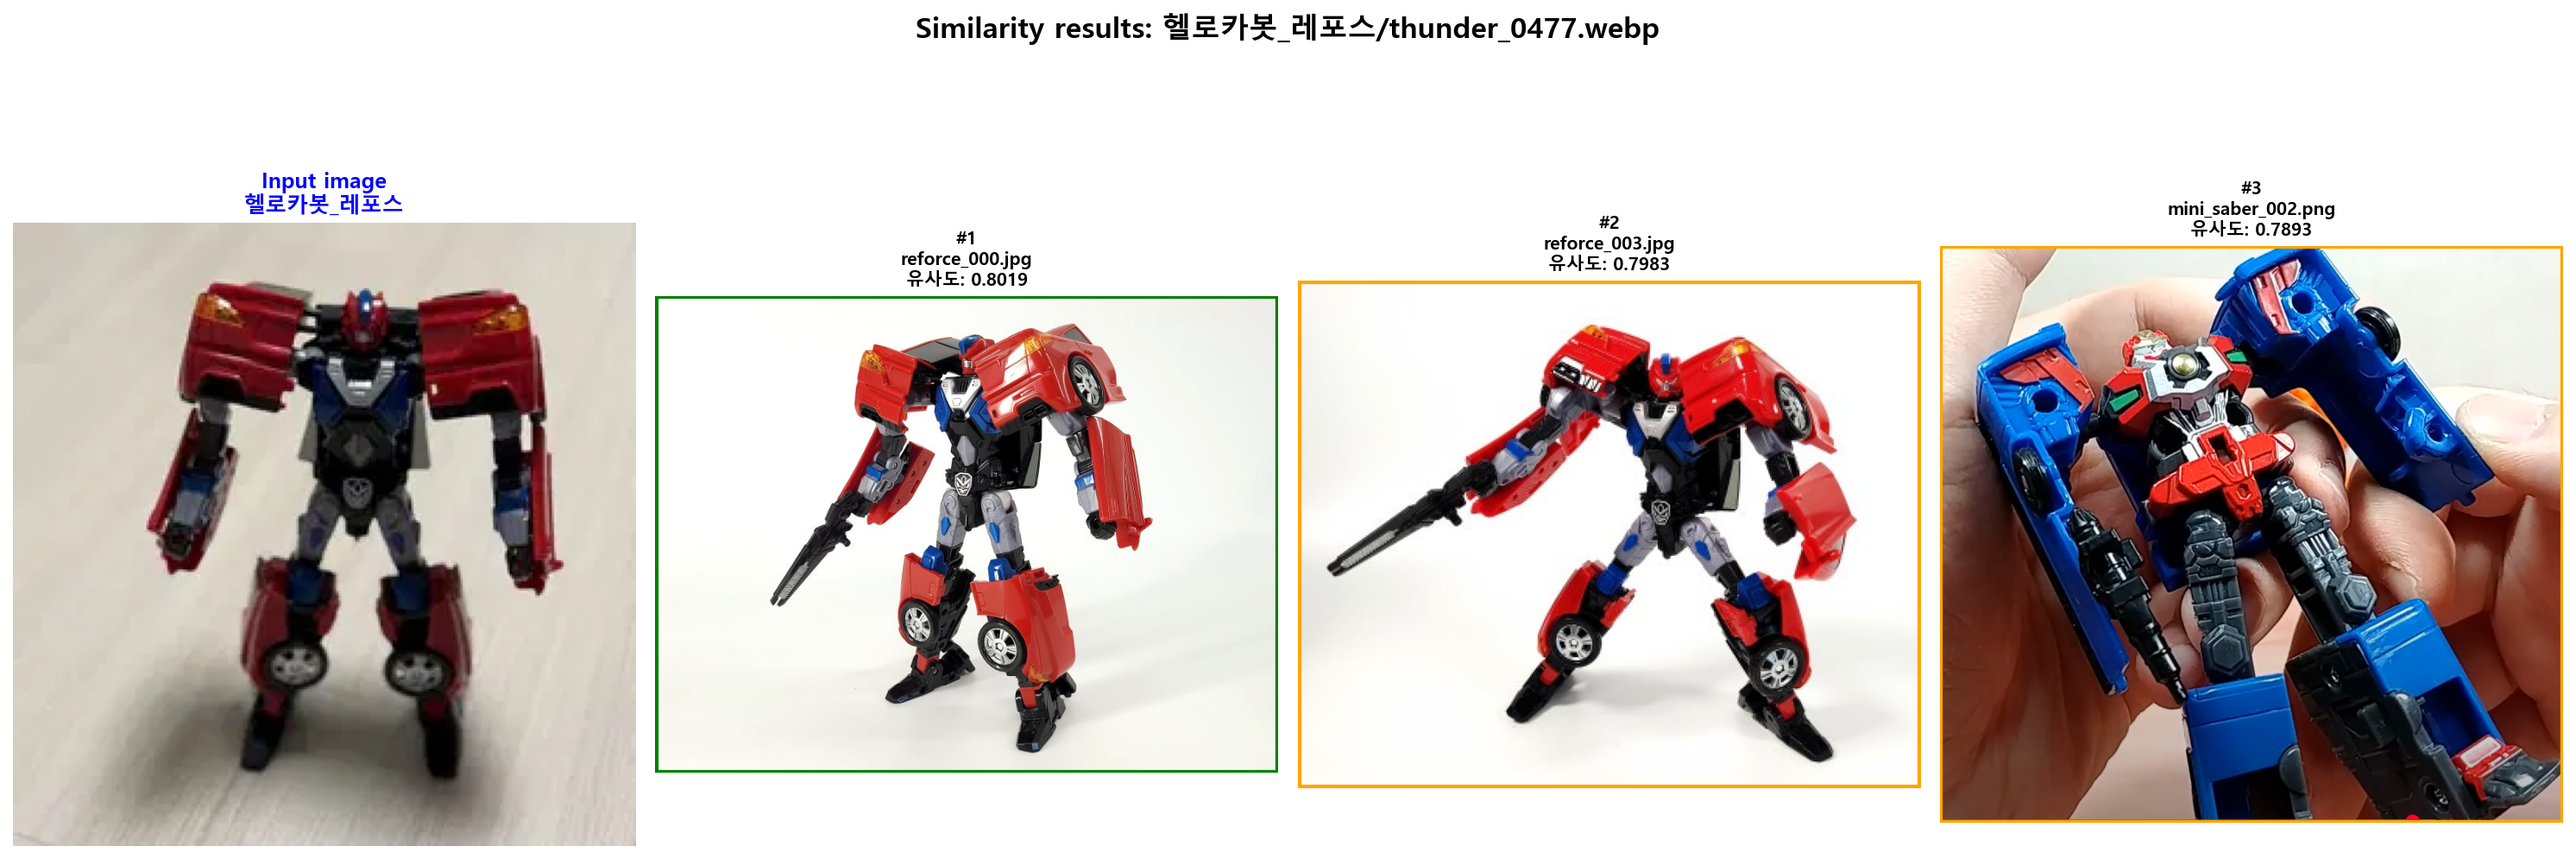 Similarity results: 헬로카봇_레포스/thunder_0477.webp
Input image
헬로카봇_레포스
#1
reforce_000.jpg
유사도: 0.8019
#2
reforce_003.jpg
유사도: 0.7983
#3
mini_saber_002.png
유사도: 0.7893